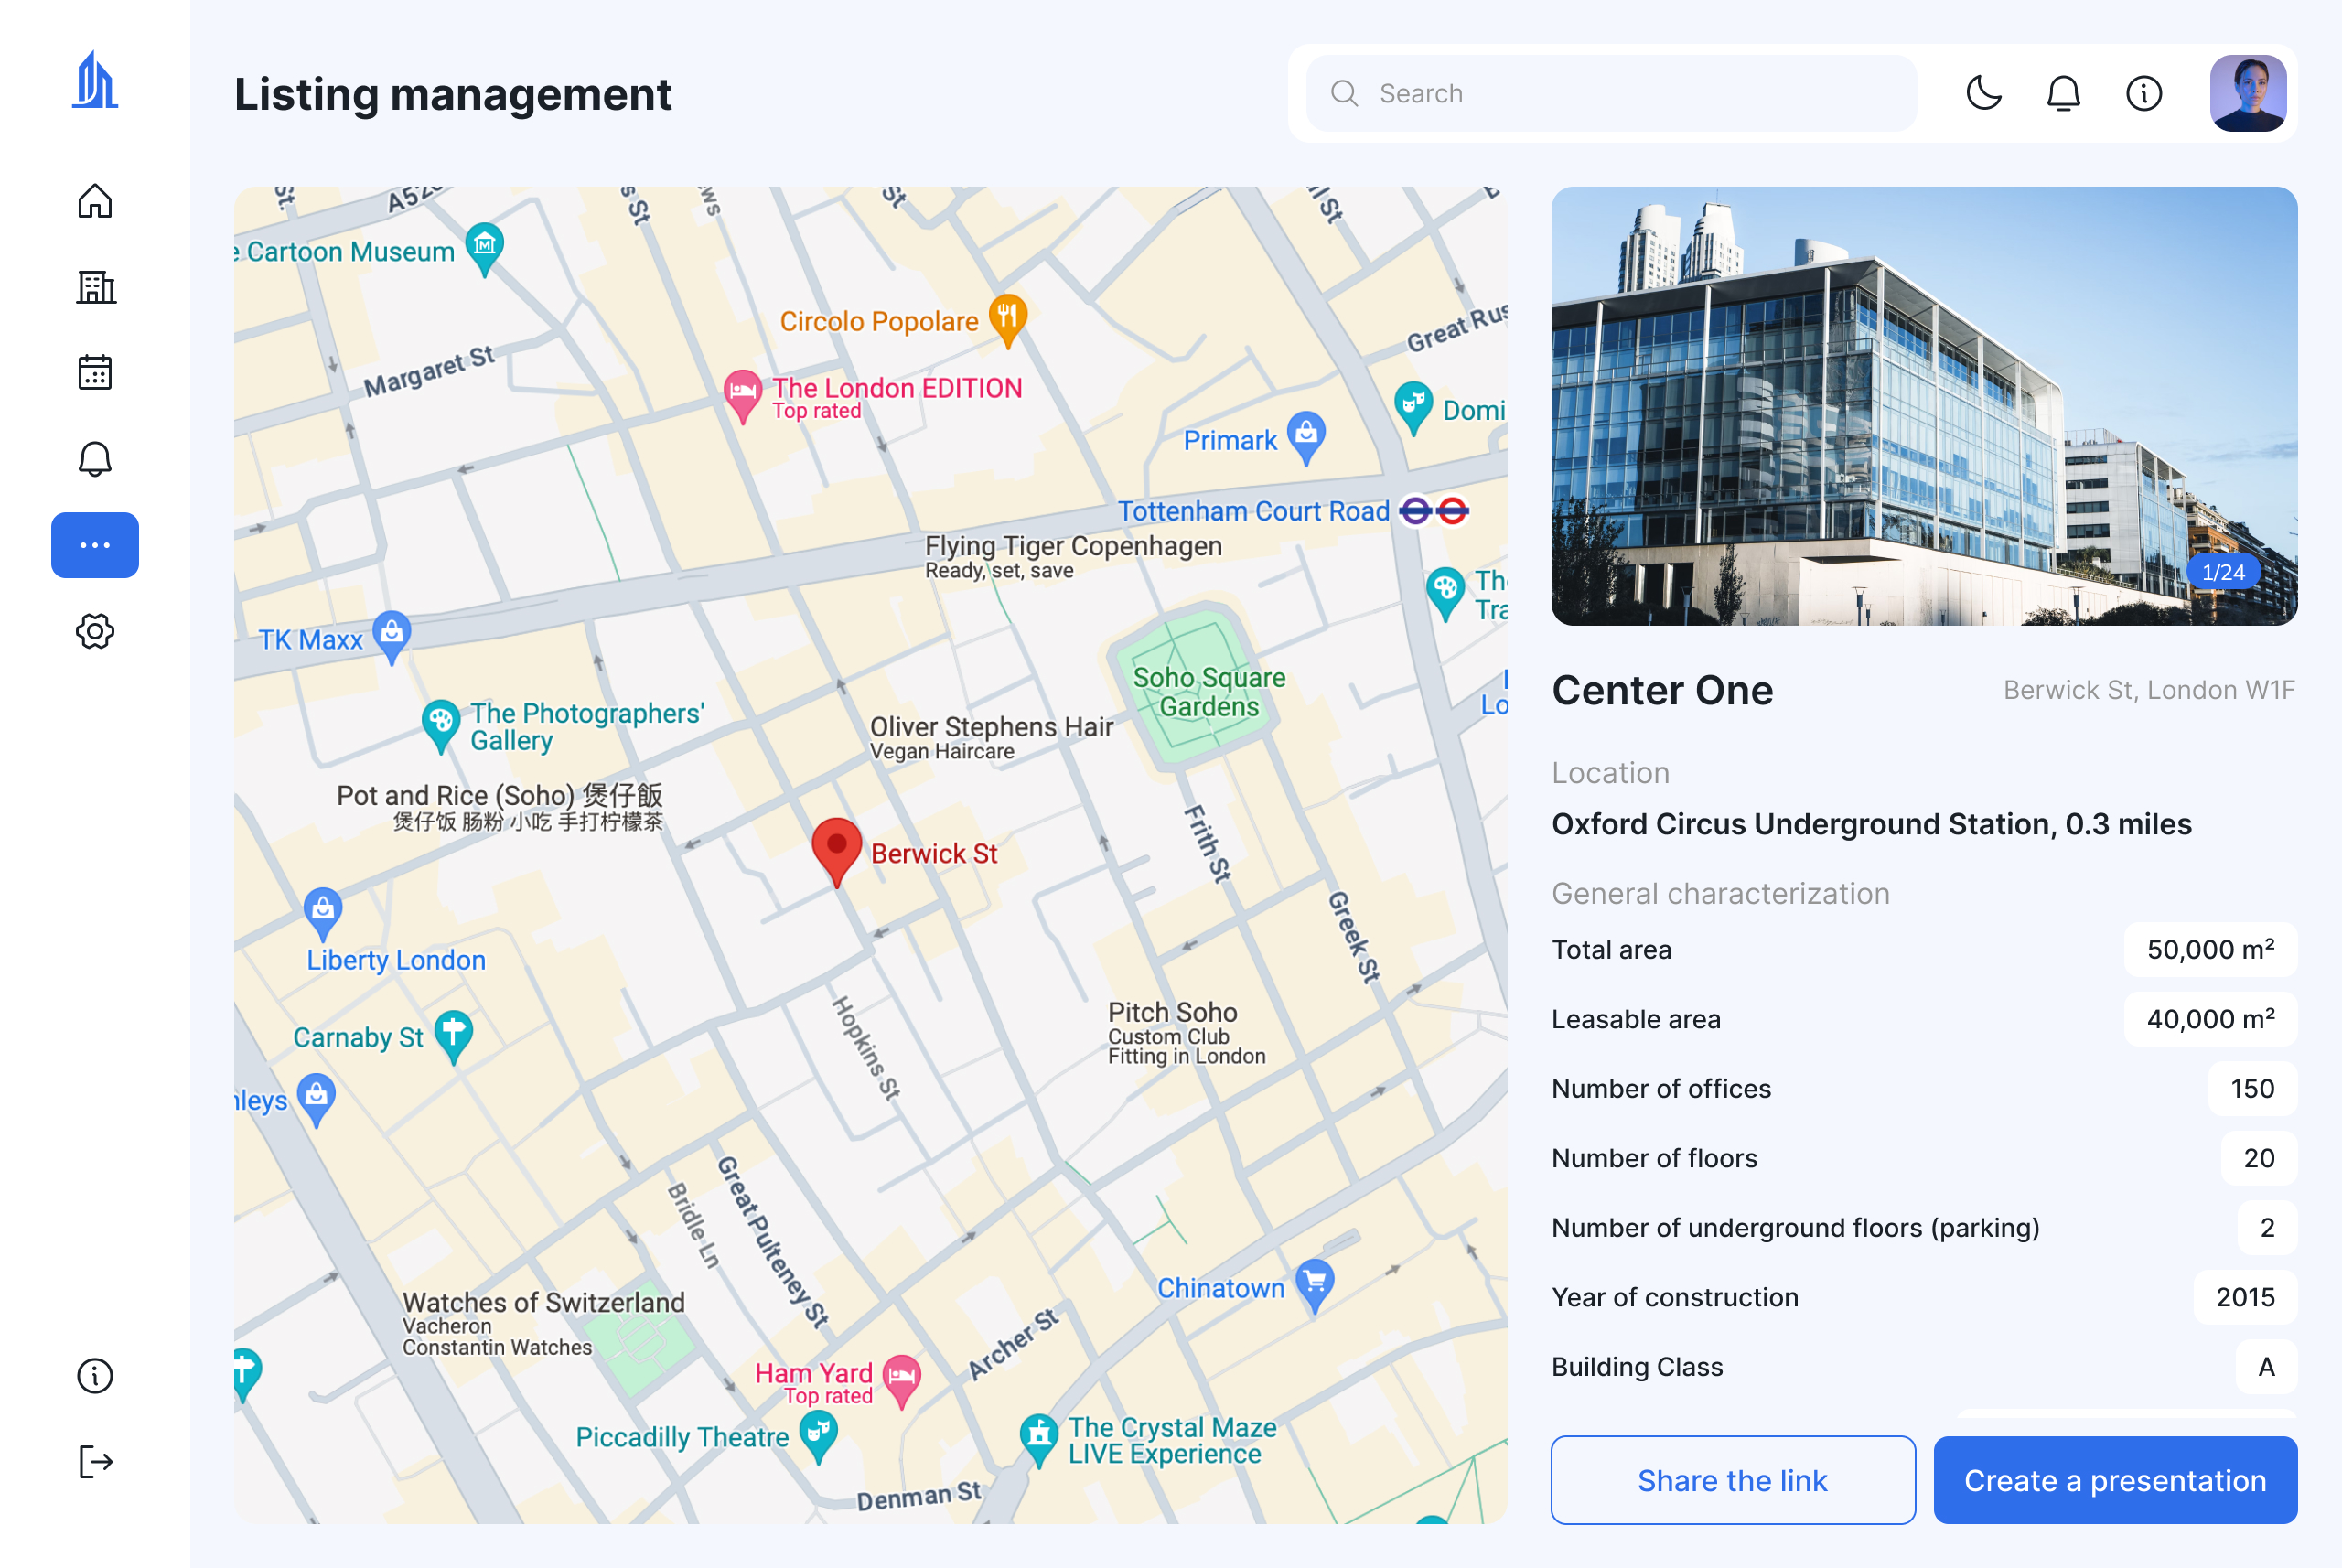 Listing management
Search
St
s St
ws
St
Cartoon Museum
Circolo Popolare
Great Rus
Margaret St
The London EDITION
Top rated
Domi
Primark
Tottenham Court Road
Flying Tiger Copenhagen
Ready, set, save
Tra
TK Maxx
Soho Square
Gardens
Lo
The Photographers'
Gallery
Oliver Stephens Hair
Vegan Haircare
Pot and Rice (Soho) 煲仔飯
煲仔饭 肠粉 小吃 手打柠檬茶
Frith St
Berwick St
Greek St
Liberty London
Hopkins St
Pitch Soho
Custom Club
Fitting in London
Carnaby St
nleys
Great Pulteney St
Bridle Ln
Chinatown
Watches of Switzerland
Vacheron
Constantin Watches
Archer St
Ham Yard
Top rated
Piccadilly Theatre
The Crystal Maze
LIVE Experience
Denman St
1/24
Center One
Berwick St, London W1F
Location
Oxford Circus Underground Station, 0.3 miles
General characterization
Total area
50,000 m²
Leasable area
40,000 m²
Number of offices
150
Number of floors
20
Number of underground floors (parking)
2
Year of construction
2015
Building Class
A
Share the link
Create a presentation